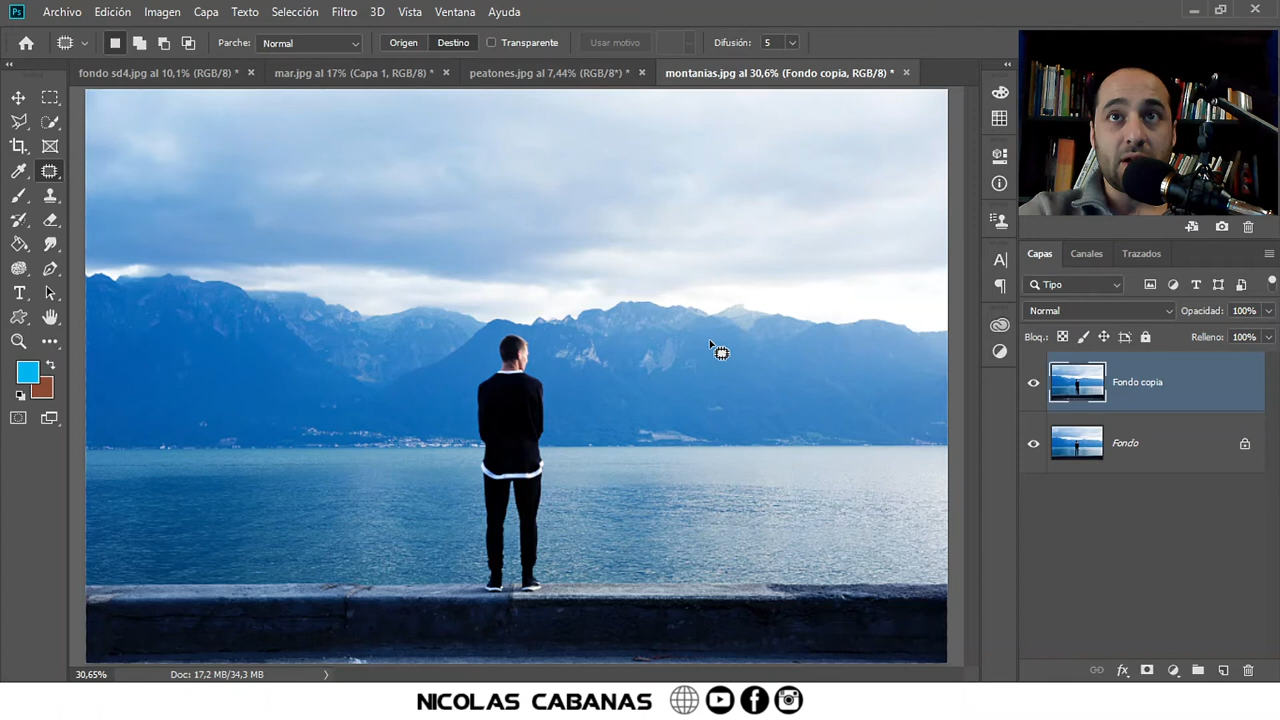 Ps Archivo Edición Imagen Capa Texto Selección Filtro 3D Vista Ventana Ayuda
Parche: Normal Origen Destino Transparente Usar motivo Difusión: 5
fondo sd4.jpg al 10,1% (RGB/8) * × mar.jpg al 17% (Capa 1, RGB/8) * × peatones.jpg al 7,44% (RGB/8*) * × montanias.jpg al 30,6% (Fondo copia, RGB/8) * ×
Capas Canales Trazados
Tipo
Normal Opacidad: 100%
Bloq.: Relleno: 100%
Fondo copia
Fondo
30,65% Doc: 17,2 MB/34,3 MB
fx
NICOLAS CABANAS